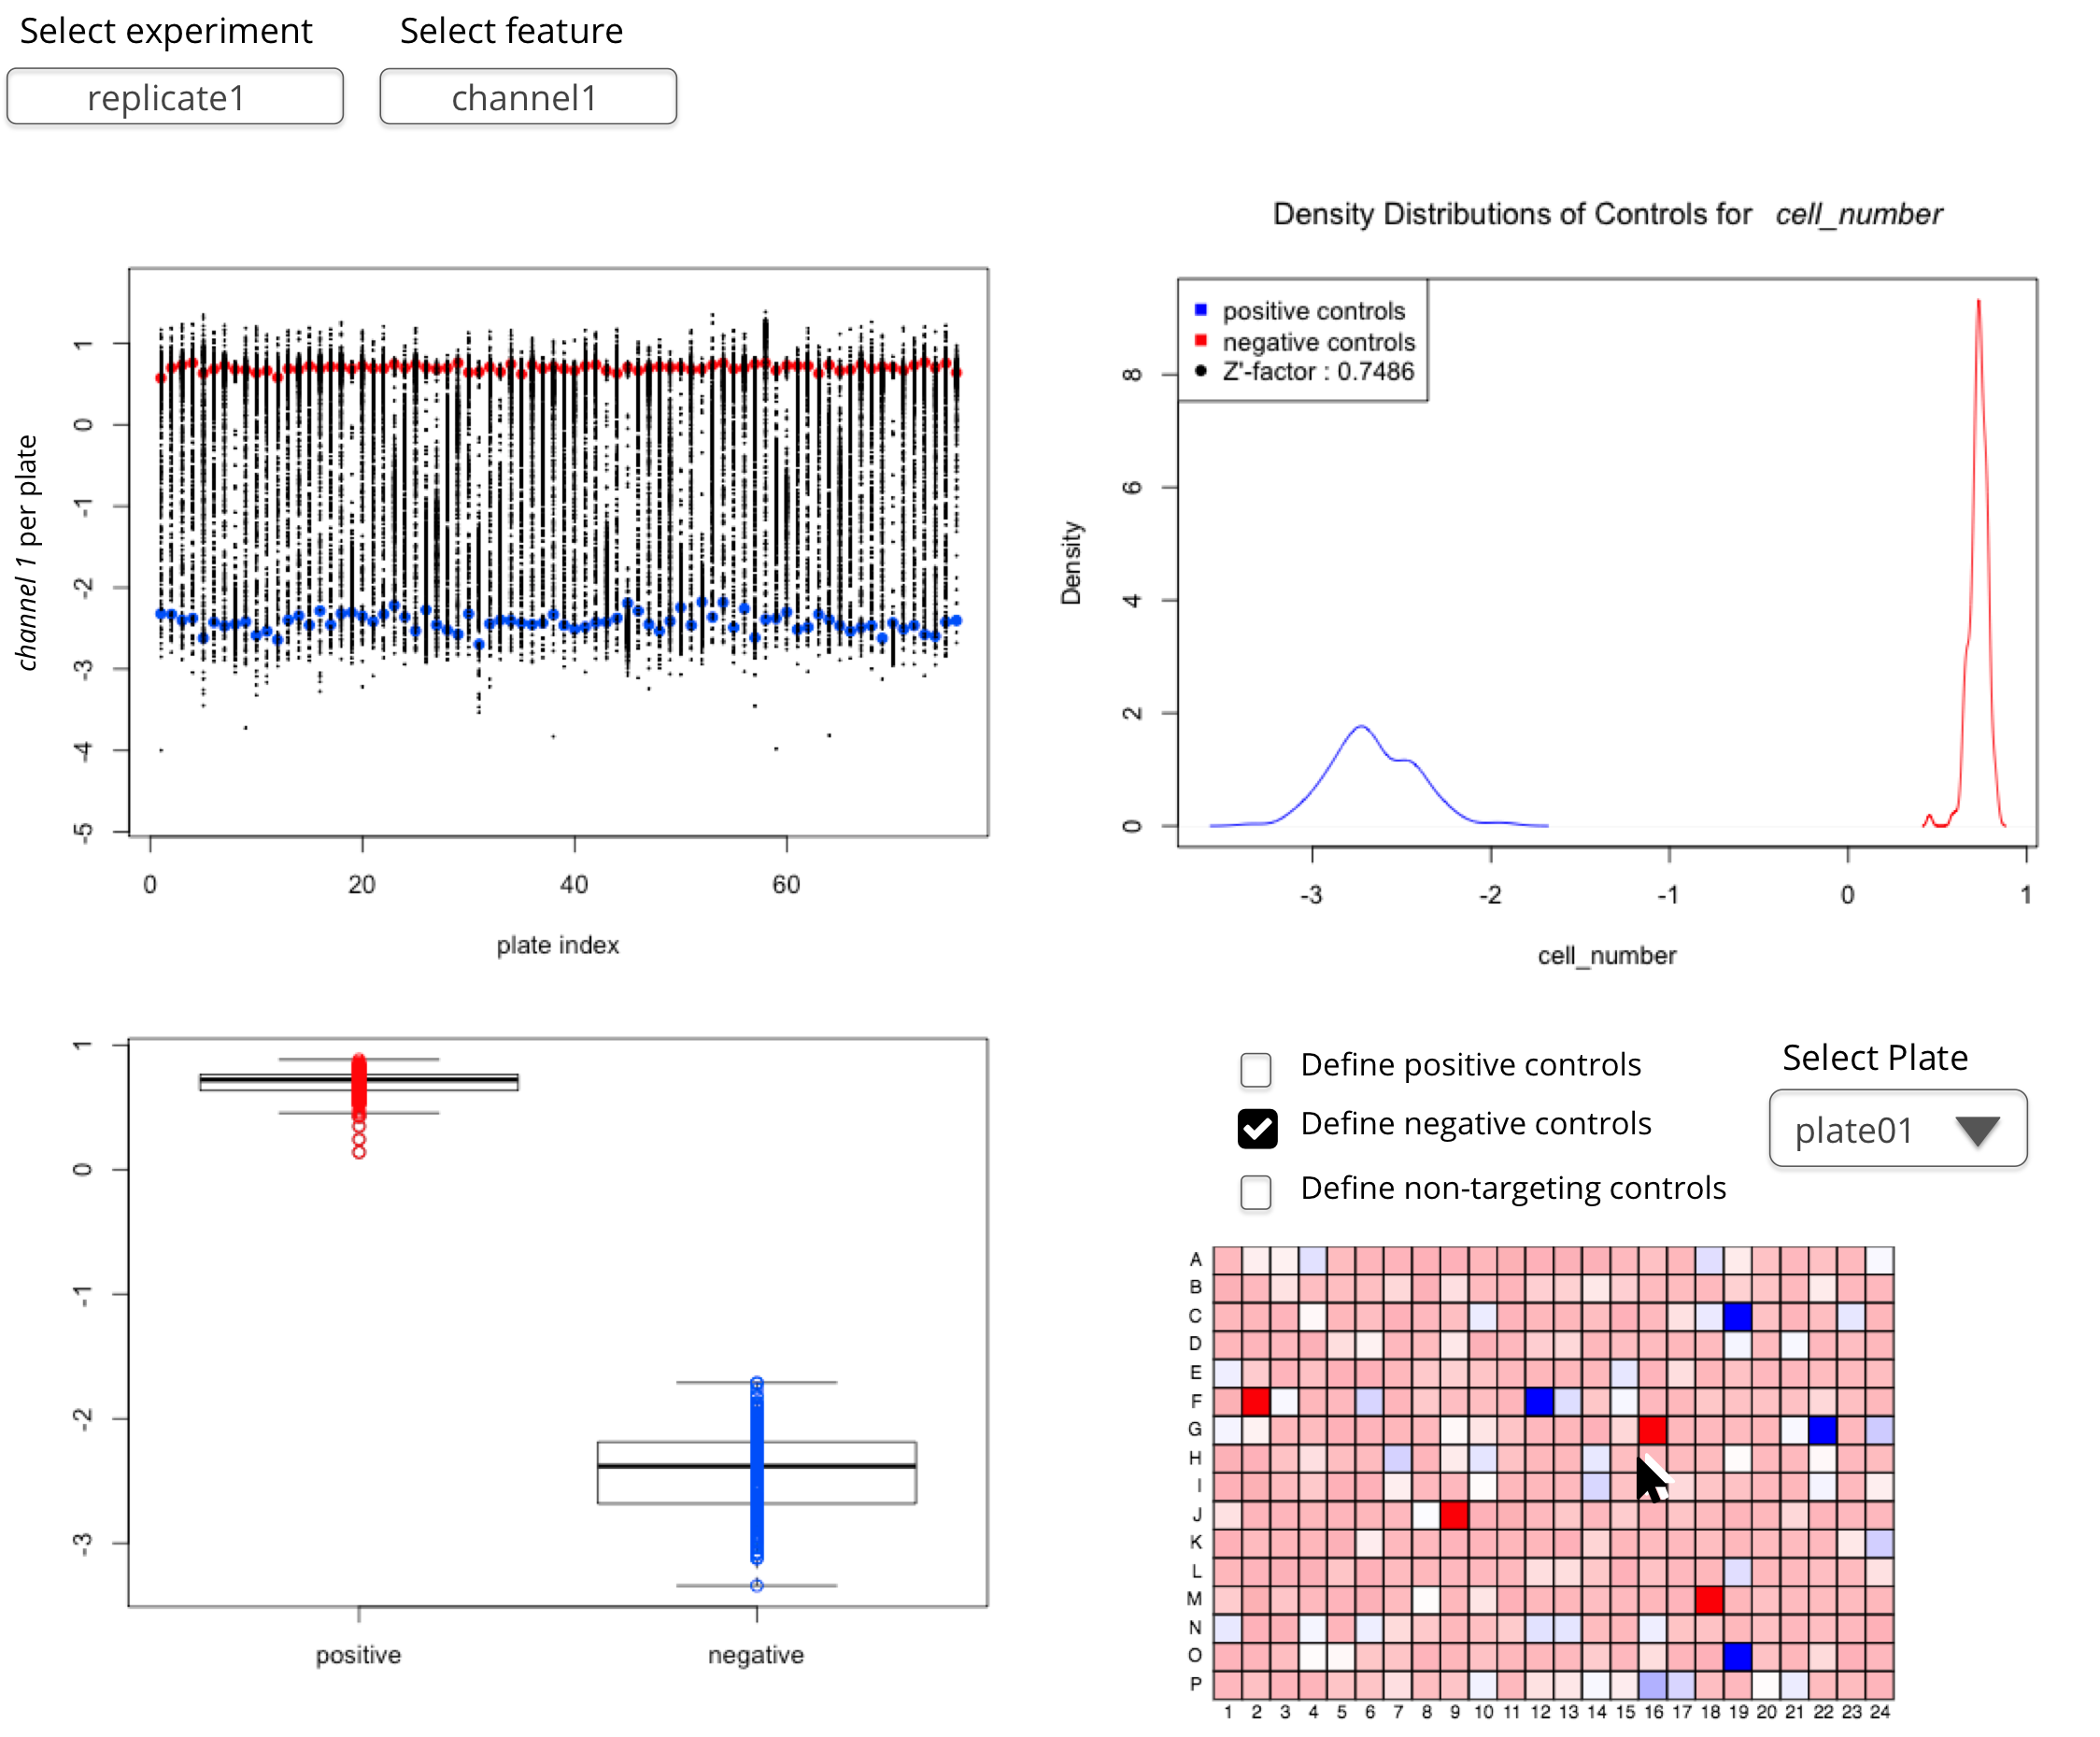 Select experiment
Select feature
replicate1
channel1
channel 1 per plate
1
0
-1
-2
-3
-4
-5
0 20 40 60
plate index
Density Distributions of Controls for cell_number
positive controls
negative controls
Z'-factor : 0.7486
Density
8
6
4
2
0
-3 -2 -1 0 1
cell_number
1
0
-1
-2
-3
positive negative
Define positive controls
Define negative controls
Define non-targeting controls
Select Plate
plate01
A
B
C
D
E
F
G
H
I
J
K
L
M
N
O
P
1 2 3 4 5 6 7 8 9 10 11 12 13 14 15 16 17 18 19 20 21 22 23 24